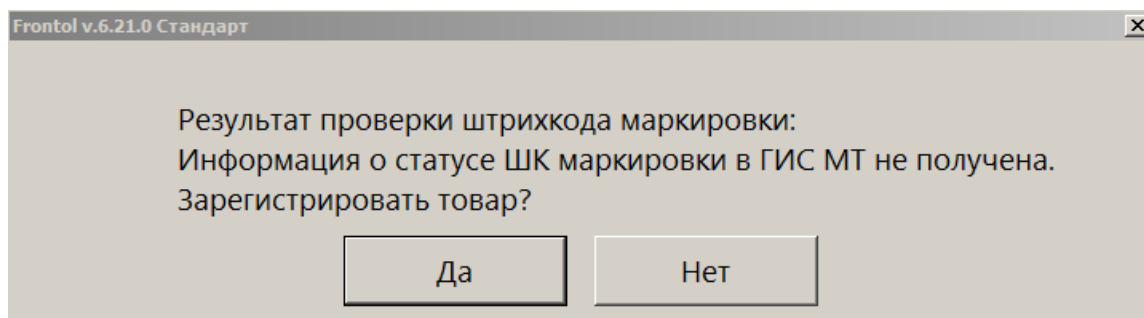 Frontol v.6.21.0 Стандарт
Результат проверки штрихкода маркировки:
Информация о статусе ШК маркировки в ГИС МТ не получена.
Зарегистрировать товар?
Да
Нет